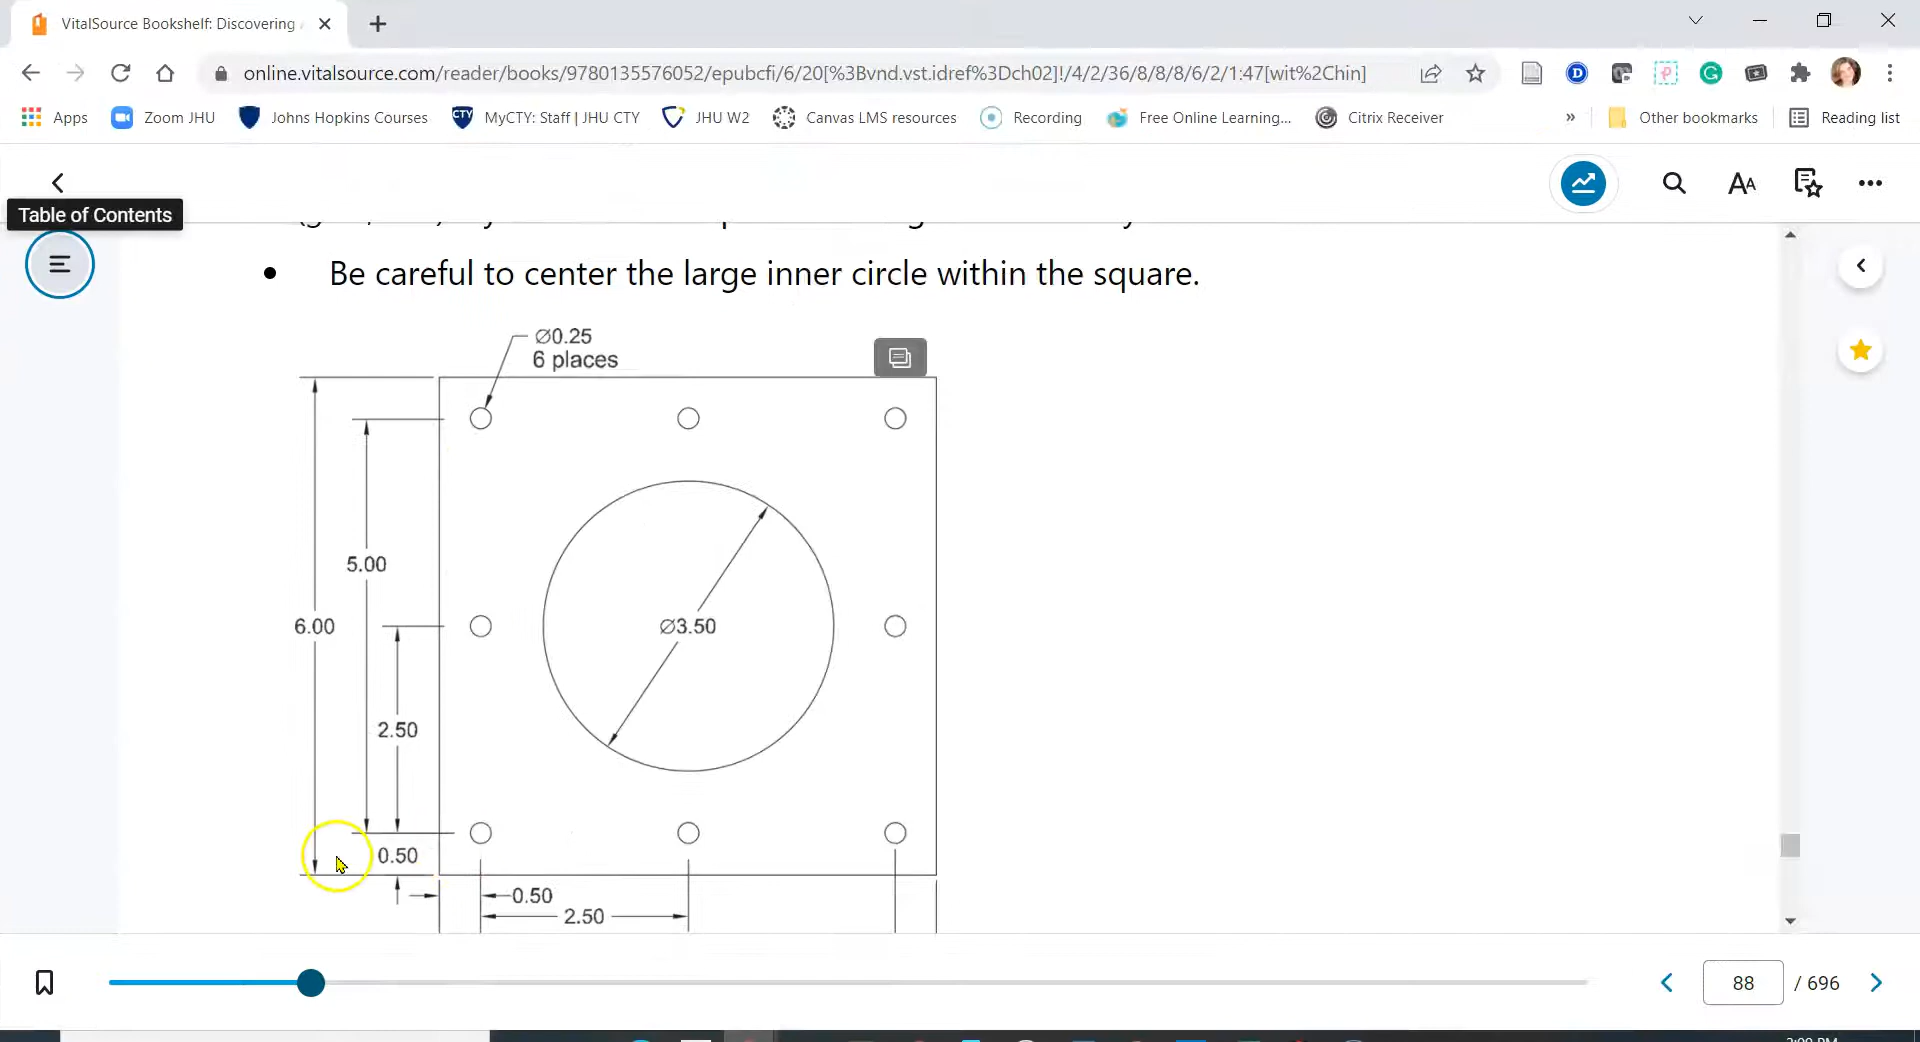 VitalSource Bookshelf: Discovering
online.vitalsource.com/reader/books/9780135576052/epubcfi/6/20[%3Bvnd.vst.idref%3Dch02]!/4/2/36/8/8/8/6/2/1:47[wit%2Chin]
Apps Zoom JHU Johns Hopkins Courses CTY MyCTY: Staff | JHU CTY JHU W2 Canvas LMS resources Recording Free Online Learning... Citrix Receiver » Other bookmarks Reading list
AA
Table of Contents
• Be careful to center the large inner circle within the square.
Ø0.25
6 places
5.00
6.00
Ø3.50
2.50
0.50
0.50
2.50
88 / 696